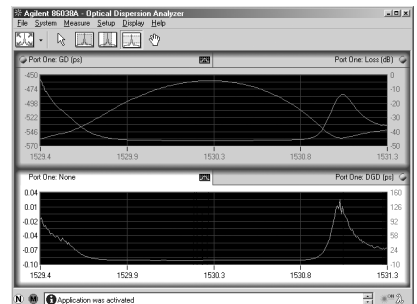 Agilent 86038A - Optical Dispersion Analyzer
File System Measure Setup Display Help
Port One: GD (ps) Port One: Loss (dB)
-450 0
-474 -10
-498 -20
-522 -30
-546 -40
-570 -50
1529.4 1529.9 1530.3 1530.8 1531.3
Port One: None Port One: DGD (ps)
0.04 160
0.01 126
-0.01 92
-0.04 58
-0.07 24
-0.10 -10
1529.4 1529.9 1530.3 1530.8 1531.3
N M Application was activated